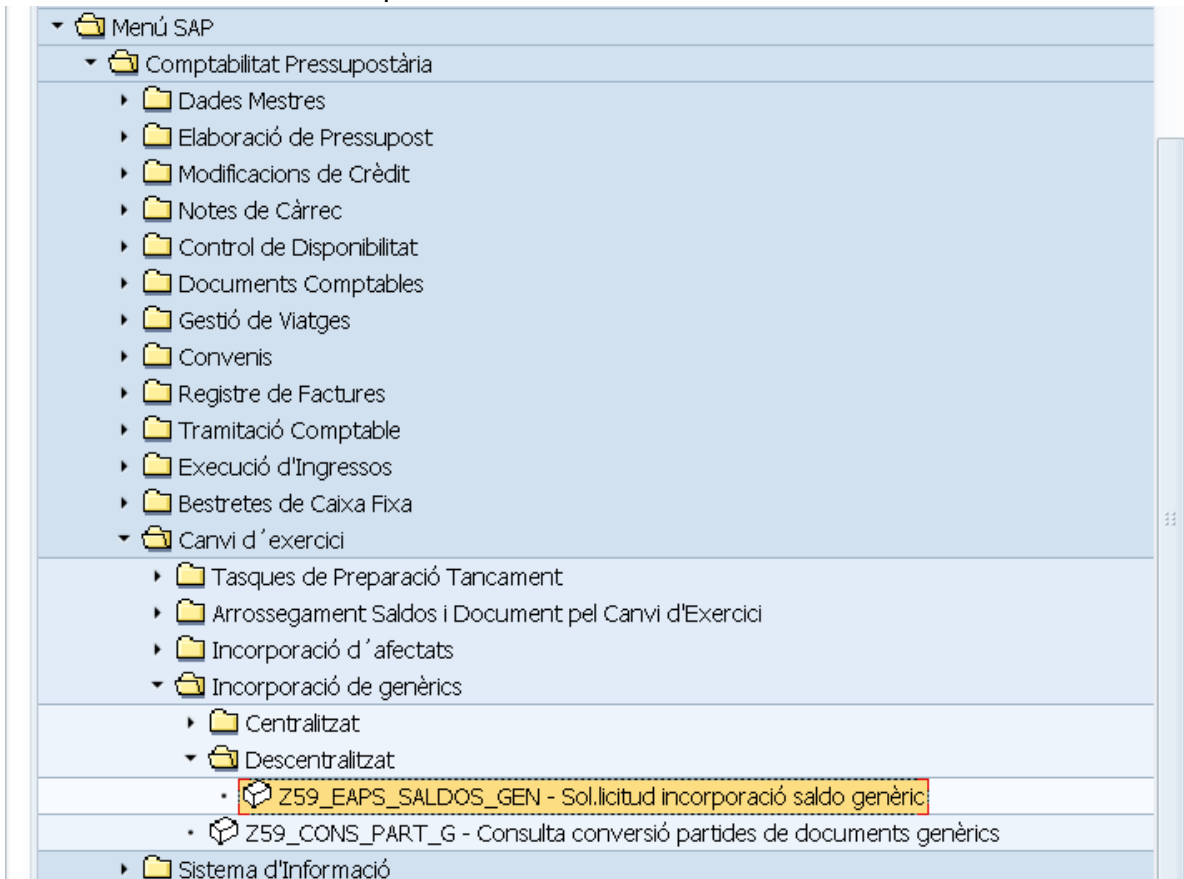 Menú SAP
Comptabilitat Pressupostària
Dades Mestres
Elaboració de Pressupost
Modificacions de Crèdit
Notes de Càrrec
Control de Disponibilitat
Documents Comptables
Gestió de Viatges
Convenis
Registre de Factures
Tramitació Comptable
Execució d'Ingressos
Bestretes de Caixa Fixa
Canvi d´exercici
Tasques de Preparació Tancament
Arrossegament Saldos i Document pel Canvi d'Exercici
Incorporació d´afectats
Incorporació de genèrics
Centralitzat
Descentralitzat
Z59_EAPS_SALDOS_GEN - Sol.licitud incorporació saldo genèric
Z59_CONS_PART_G - Consulta conversió partides de documents genèrics
Sistema d'Informació